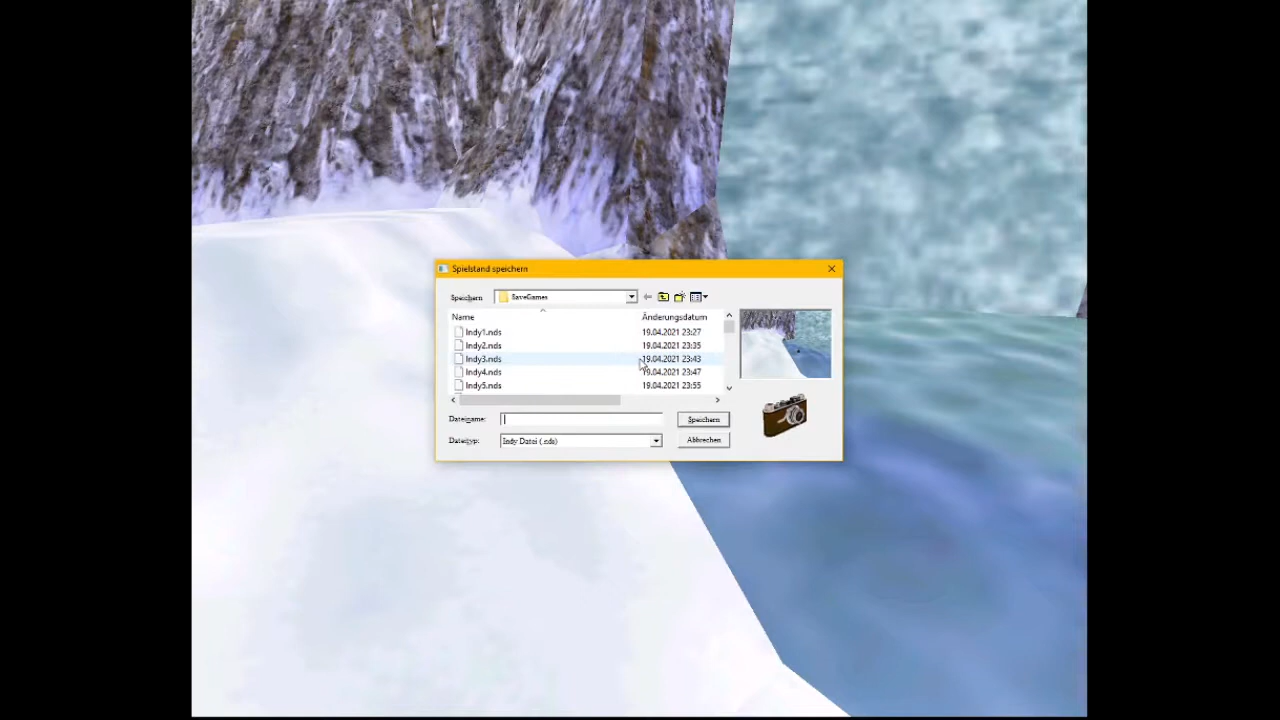 Spielstand speichern
Speichern SaveGames
Name Änderungsdatum
Indy1.nds 19.04.2021 23:27
Indy2.nds 19.04.2021 23:35
Indy3.nds 19.04.2021 23:43
Indy4.nds 19.04.2021 23:47
Indy5.nds 19.04.2021 23:55
Dateiname: Speichern
Dateityp: Indy Datei (.nds) Abbrechen